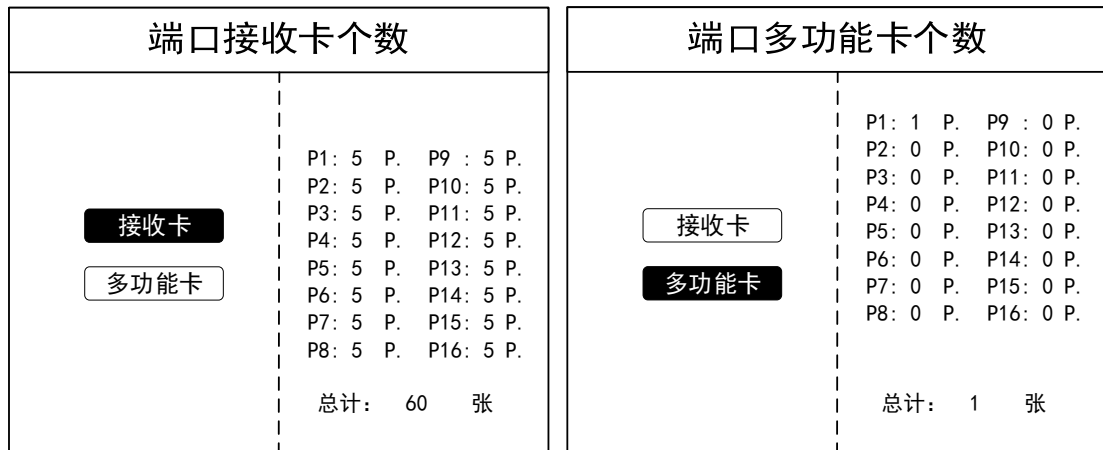 端口接收卡个数
接收卡
多功能卡
P1: 5 P. P9 : 5 P.
P2: 5 P. P10: 5 P.
P3: 5 P. P11: 5 P.
P4: 5 P. P12: 5 P.
P5: 5 P. P13: 5 P.
P6: 5 P. P14: 5 P.
P7: 5 P. P15: 5 P.
P8: 5 P. P16: 5 P.
总计： 60 张
端口多功能卡个数
接收卡
多功能卡
P1: 1 P. P9 : 0 P.
P2: 0 P. P10: 0 P.
P3: 0 P. P11: 0 P.
P4: 0 P. P12: 0 P.
P5: 0 P. P13: 0 P.
P6: 0 P. P14: 0 P.
P7: 0 P. P15: 0 P.
P8: 0 P. P16: 0 P.
总计： 1 张